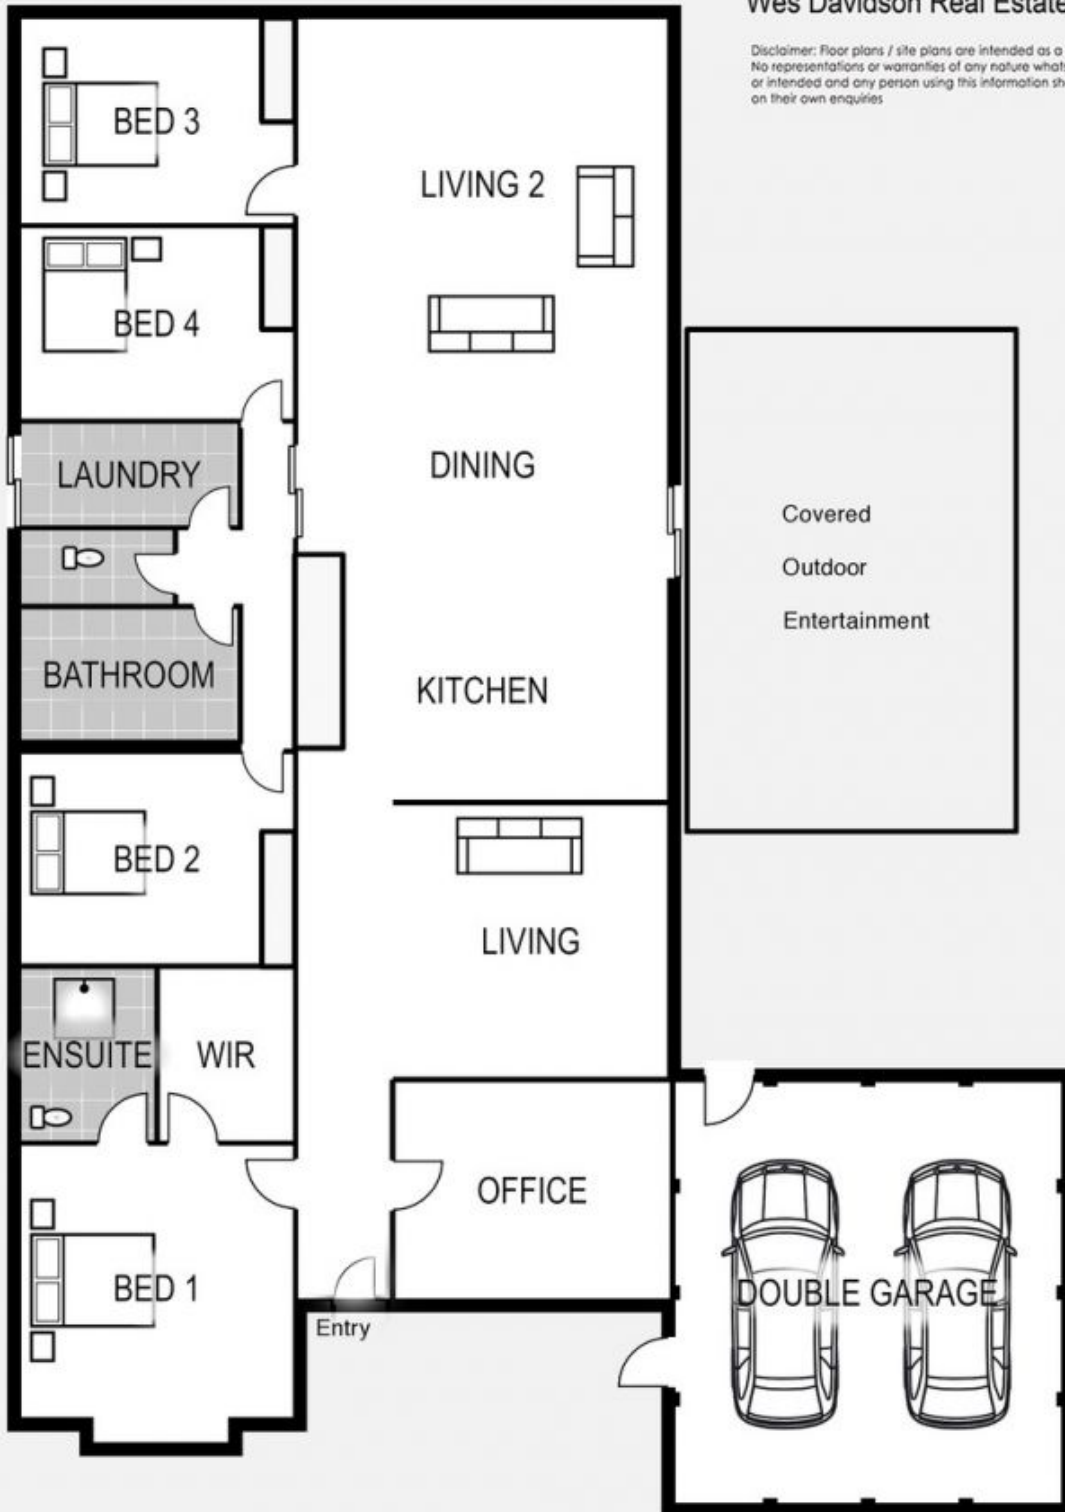 Wes Davidson Real Estate
Disclaimer: Floor plans / site plans are intended as a
No representations or warranties of any nature
or intended and any person using this information
on their own enquiries
BED 3
LIVING 2
BED 4
LAUNDRY
DINING
Covered
Outdoor
Entertainment
BATHROOM
KITCHEN
BED 2
LIVING
ENSUITE
WIR
OFFICE
BED 1
DOUBLE GARAGE
Entry